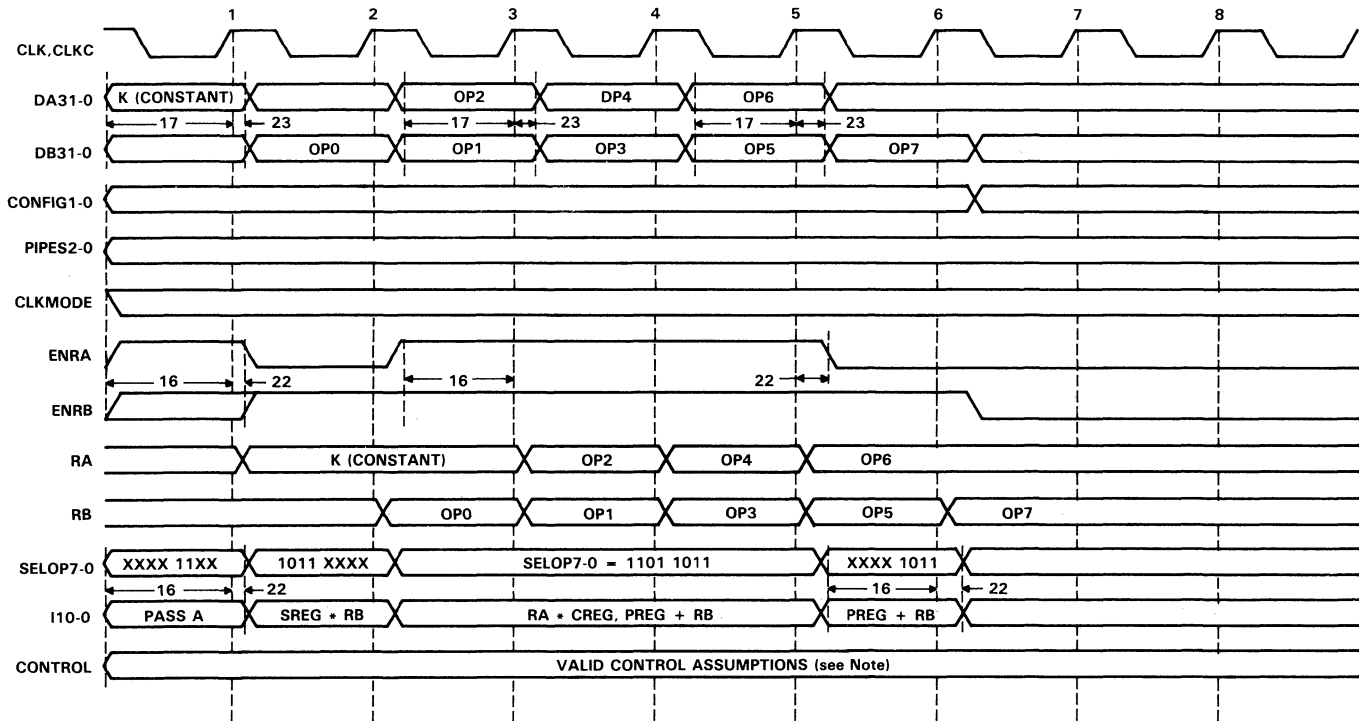 1 2 3 4 5 6 7 8
CLK,CLKC
DA31-0 K (CONSTANT) OP2 DP4 OP6
17 23 17 23 17 23
DB31-0 OP0 OP1 OP3 OP5 OP7
CONFIG1-0
PIPES2-0
CLKMODE
ENRA
16 22 16 22
ENRB
RA K (CONSTANT) OP2 OP4 OP6
RB OP0 OP1 OP3 OP5 OP7
SELOP7-0 XXXX 11XX 1011 XXXX SELOP7-0 = 1101 1011 XXXX 1011
16 22 16 22
I10-0 PASS A SREG * RB RA * CREG, PREG + RB PREG + RB
CONTROL VALID CONTROL ASSUMPTIONS (see Note)